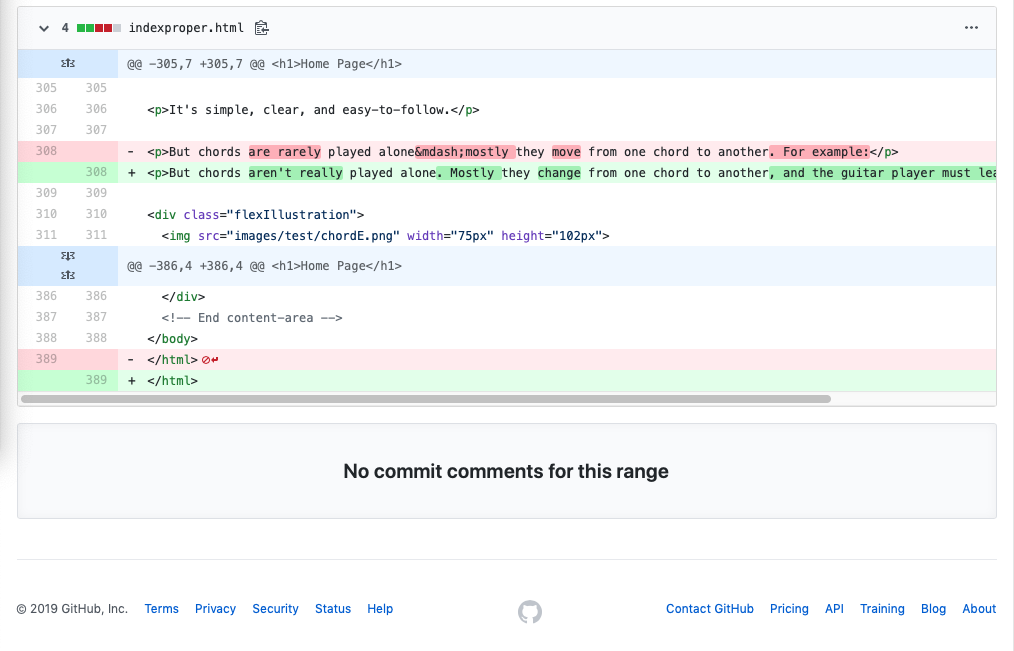 4 indexproper.html
@@ -305,7 +305,7 @@ <h1>Home Page</h1>
305 305
306 306 <p>It's simple, clear, and easy-to-follow.</p>
307 307
308 - <p>But chords are rarely played alone&mdash;mostly they move from one chord to another. For example:</p>
308 + <p>But chords aren't really played alone. Mostly they change from one chord to another, and the guitar player must lea
309 309
310 310 <div class="flexIllustration">
311 311 <img src="images/test/chordE.png" width="75px" height="102px">
@@ -386,4 +386,4 @@ <h1>Home Page</h1>
386 386 </div>
387 387 <!-- End content-area -->
388 388 </body>
389 - </html>
389 + </html>
No commit comments for this range
© 2019 GitHub, Inc. Terms Privacy Security Status Help Contact GitHub Pricing API Training Blog About